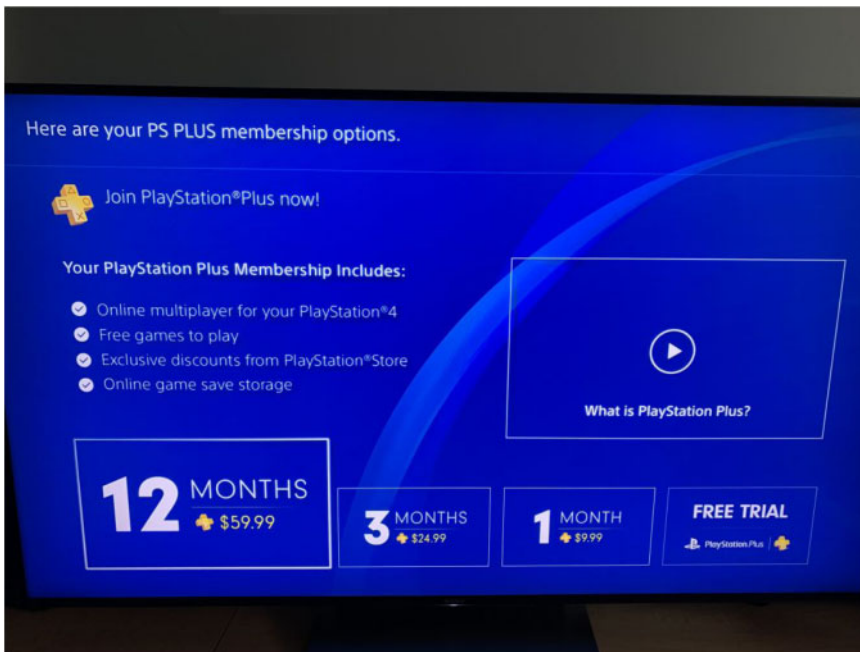 Here are your PS PLUS membership options.
Join PlayStation®Plus now!
Your PlayStation Plus Membership Includes:
Online multiplayer for your PlayStation®4
Free games to play
Exclusive discounts from PlayStation®Store
Online game save storage
What is PlayStation Plus?
12 MONTHS
$59.99
3 MONTHS
$24.99
1 MONTH
$9.99
FREE TRIAL
PlayStation.Plus